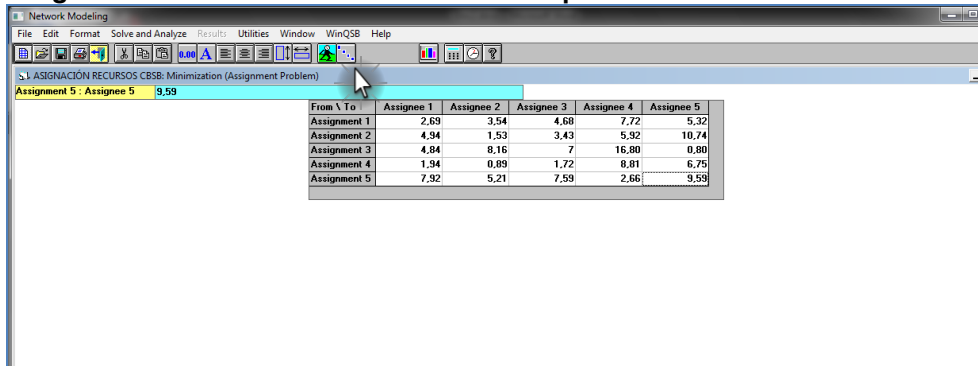 Network Modeling
File Edit Format Solve and Analyze Results Utilities Window WinQSB Help
0.00 A
ASIGNACIÓN RECURSOS CBSB: Minimization (Assignment Problem)
Assignment 5 : Assignee 5 9,59
From \ To Assignee 1 Assignee 2 Assignee 3 Assignee 4 Assignee 5
Assignment 1 2,69 3,54 4,68 7,72 5,32
Assignment 2 4,94 1,53 3,43 5,92 10,74
Assignment 3 4,84 8,16 7 16,80 0,80
Assignment 4 1,94 0,89 1,72 8,81 6,75
Assignment 5 7,92 5,21 7,59 2,66 9,59